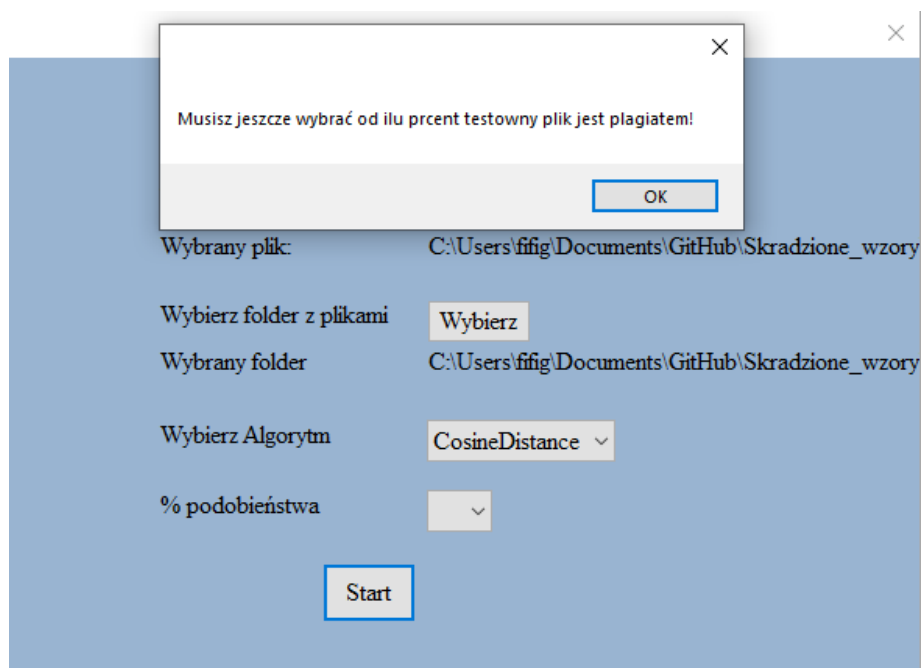 Musisz jeszcze wybrać od ilu prcent testowny plik jest plagiatem!
OK
Wybrany plik: C:\Users\fifig\Documents\GitHub\Skradzione_wzory
Wybierz folder z plikami Wybierz
Wybrany folder C:\Users\fifig\Documents\GitHub\Skradzione_wzory
Wybierz Algorytm CosineDistance
% podobieństwa
Start